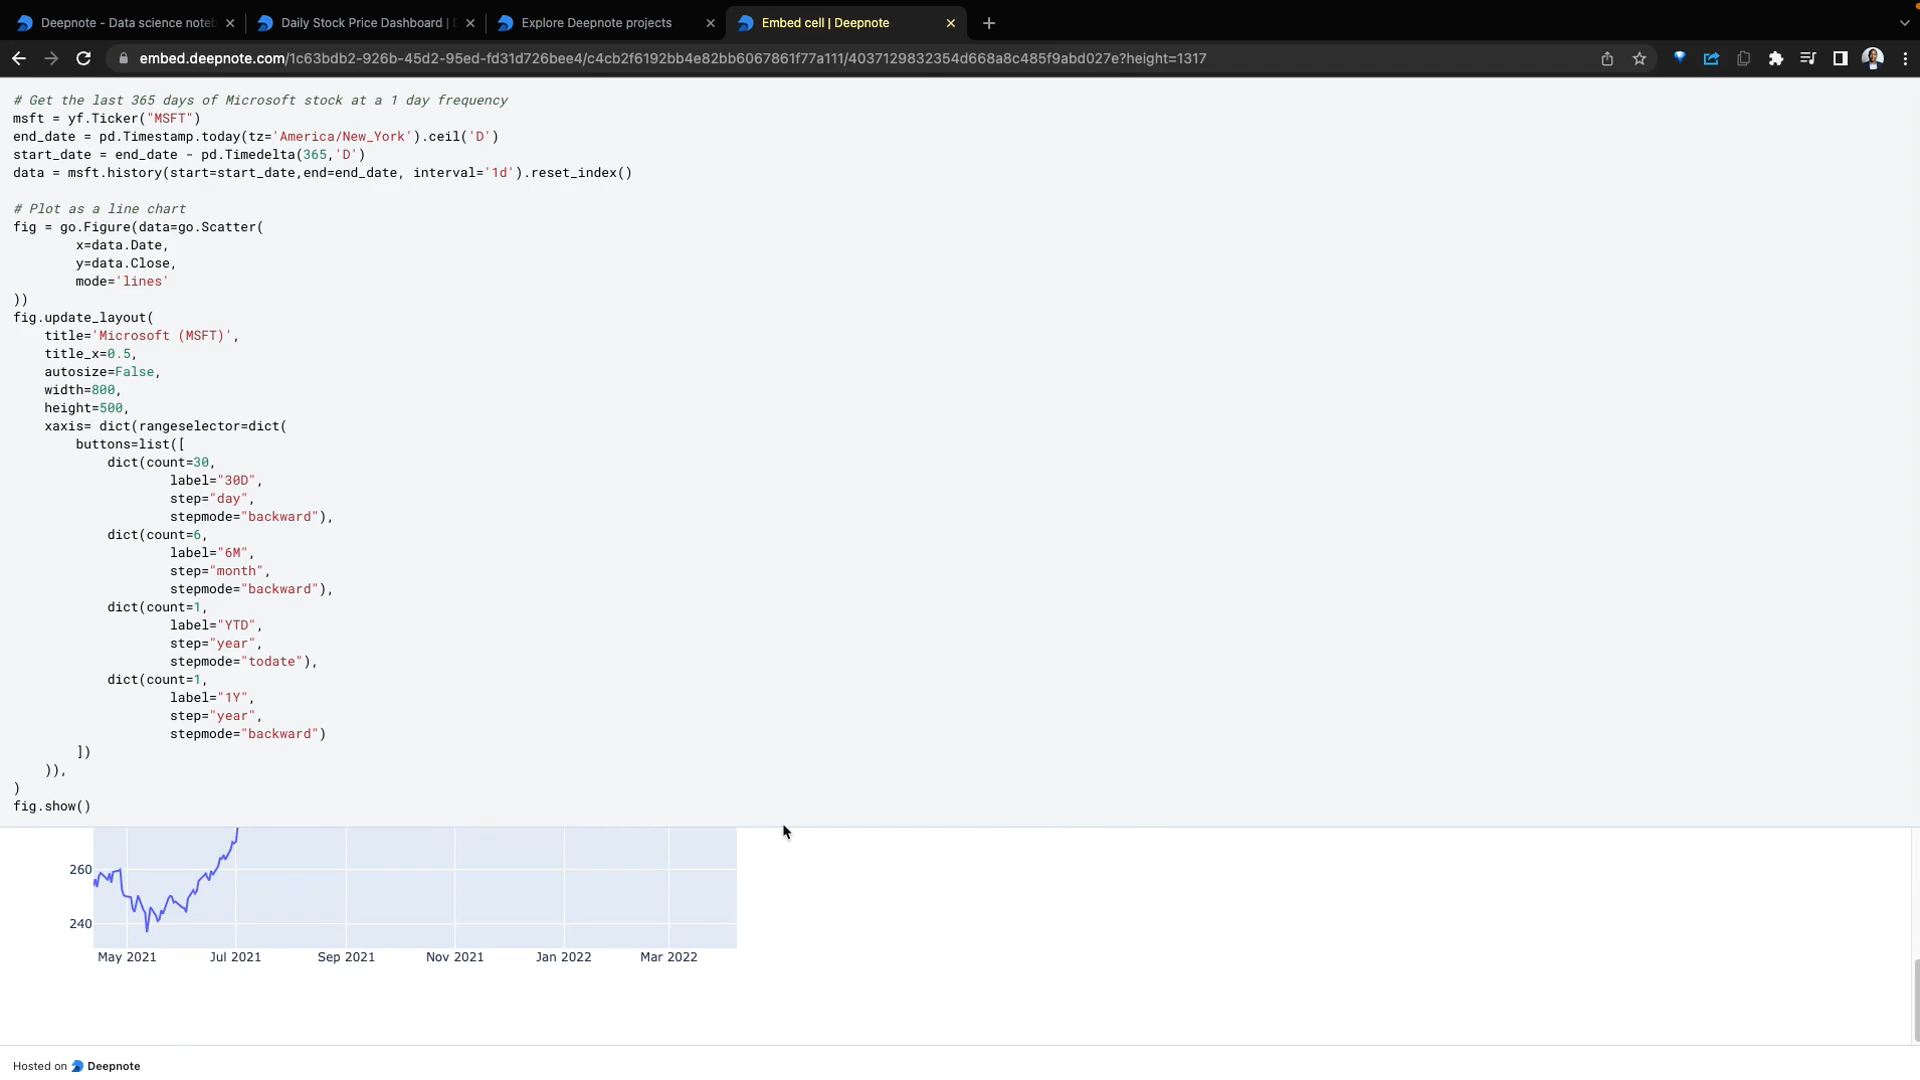 Deepnote - Data science noteb
Daily Stock Price Dashboard | D
Explore Deepnote projects
Embed cell | Deepnote
embed.deepnote.com/1c63bdb2-926b-45d2-95ed-fd31d726bee4/c4cb2f6192bb4e82bb6067861f77a111/4037129832354d668a8c485f9abd027e?height=1317
# Get the last 365 days of Microsoft stock at a 1 day frequency
msft = yf.Ticker("MSFT")
end_date = pd.Timestamp.today(tz='America/New_York').ceil('D')
start_date = end_date - pd.Timedelta(365,'D')
data = msft.history(start=start_date,end=end_date, interval='1d').reset_index()
# Plot as a line chart
fig = go.Figure(data=go.Scatter(
x=data.Date,
y=data.Close,
mode='lines'
))
fig.update_layout(
title='Microsoft (MSFT)',
title_x=0.5,
autosize=False,
width=800,
height=500,
xaxis= dict(rangeselector=dict(
buttons=list([
dict(count=30,
label="30D",
step="day",
stepmode="backward"),
dict(count=6,
label="6M",
step="month",
stepmode="backward"),
dict(count=1,
label="YTD",
step="year",
stepmode="todate"),
dict(count=1,
label="1Y",
step="year",
stepmode="backward")
])
)),
)
fig.show()
260
240
May 2021 Jul 2021 Sep 2021 Nov 2021 Jan 2022 Mar 2022
Hosted on Deepnote